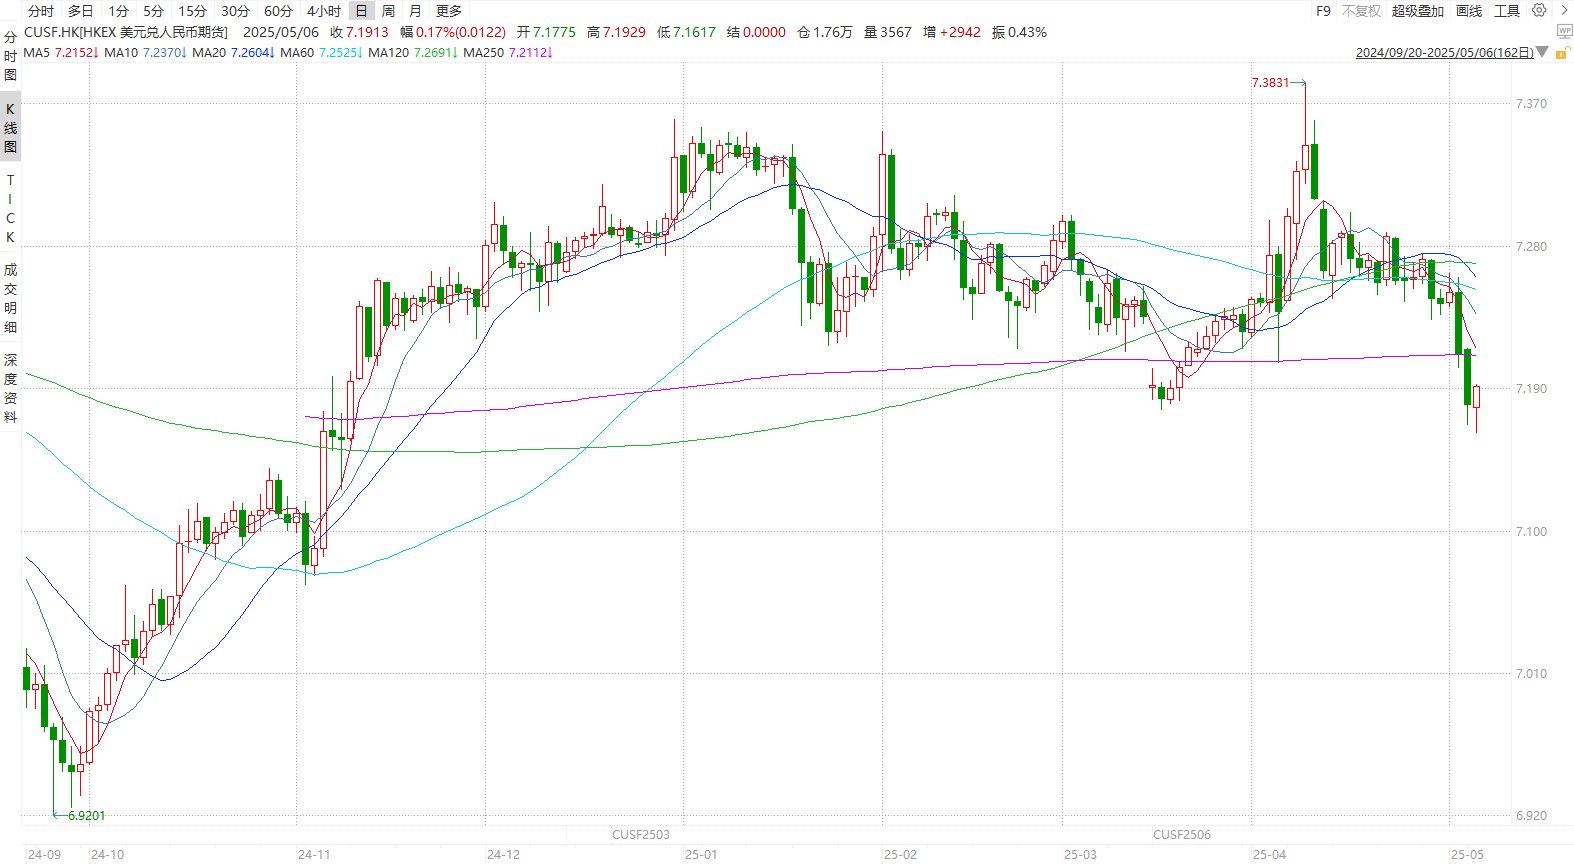 分时 多日 1分 5分 15分 30分 60分 4小时 日 周 月 更多 F9 不复权 超级叠加 画线 工具
CUSF.HK[HKEX 美元兑人民币期货] 2025/05/06 收7.1913 幅0.17%(0.0122) 开7.1775 高7.1929 低7.1617 结0.0000 仓1.76万 量3567 增+2942 振0.43%
MA5 7.2152↓ MA10 7.2370↓ MA20 7.2604↓ MA60 7.2525↓ MA120 7.2691↓ MA250 7.2112↓ 2024/09/20-2025/05/06(162日)
WP
分时图
K线图
TICK
成交明细
深度资料
7.3831
7.370
7.280
7.190
7.100
7.010
6.920
6.9201
CUSF2503 CUSF2506
24-09 24-10 24-11 24-12 25-01 25-02 25-03 25-04 25-05